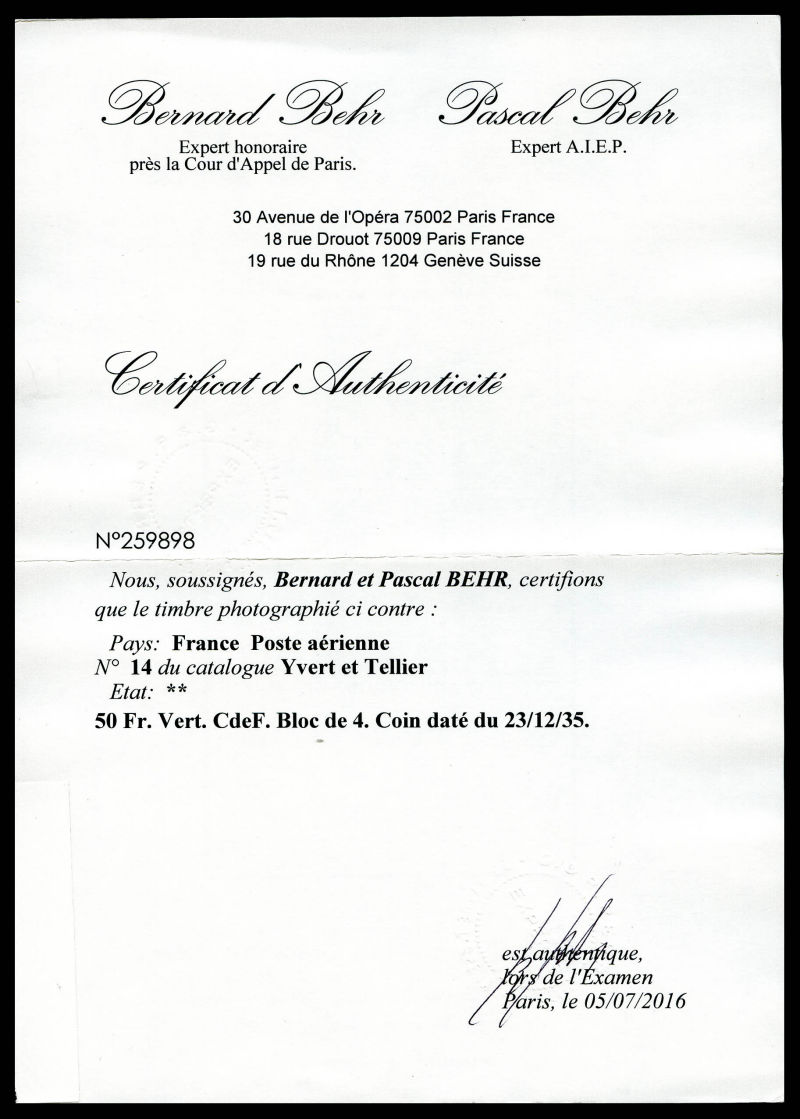 Bernard Behr Pascal Behr
Expert honoraire Expert A.I.E.P.
près la Cour d'Appel de Paris.
30 Avenue de l'Opéra 75002 Paris France
18 rue Drouot 75009 Paris France
19 rue du Rhône 1204 Genève Suisse
Certificat d'Authenticité
N°259898
Nous, soussignés, Bernard et Pascal BEHR, certifions
que le timbre photographié ci contre :
Pays: France Poste aérienne
N° 14 du catalogue Yvert et Tellier
Etat: **
50 Fr. Vert. CdeF. Bloc de 4. Coin daté du 23/12/35.
est authentique,
lors de l'Examen
Paris, le 05/07/2016